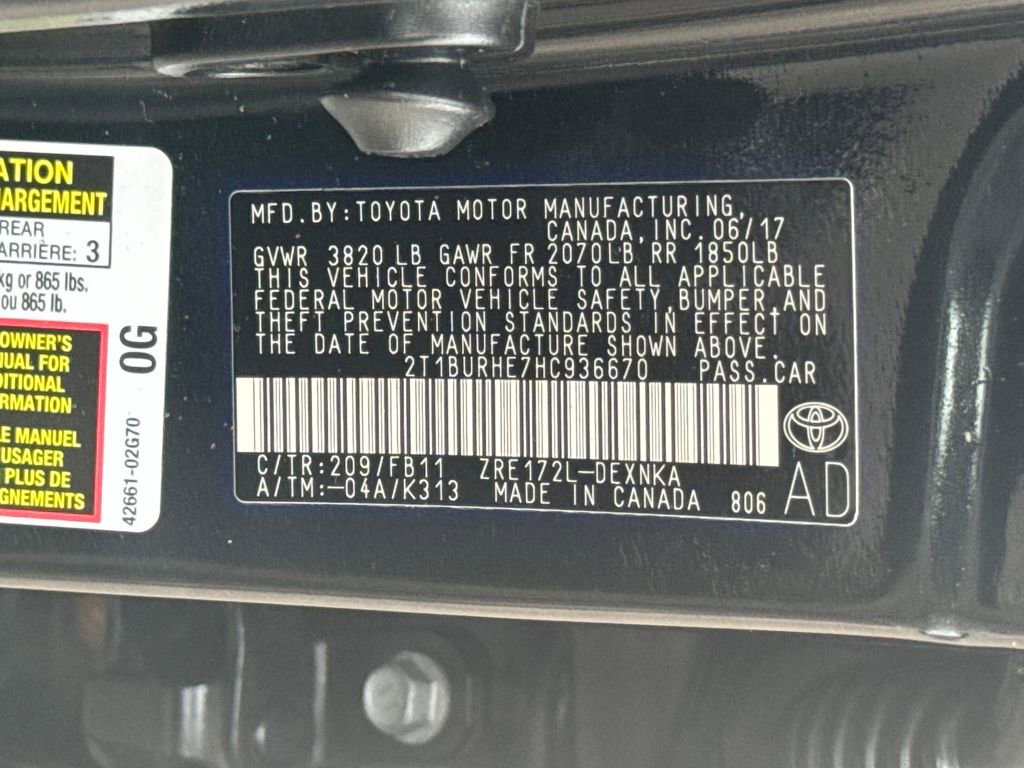 ATION
ARGEMENT
REAR
ARRIÈRE: 3
kg or 865 lbs.
ou 865 lb.
OWNER'S
NUAL FOR
DITIONAL
RMATION
LE MANUEL
USAGER
PLUS DE
EIGNEMENTS
42661-02G70
0G
MFD.BY:TOYOTA MOTOR MANUFACTURING,
CANADA,INC.06/17
GVWR 3820 LB GAWR FR 2070LB RR 1850LB
THIS VEHICLE CONFORMS TO ALL APPLICABLE
FEDERAL MOTOR VEHICLE SAFETY,BUMPER,AND
THEFT PREVENTION STANDARDS IN EFFECT ON
THE DATE OF MANUFACTURE SHOWN ABOVE.
2T1BURHE7HC936670 PASS.CAR
C/TR:209/FB11 ZRE172L-DEXNKA
A/TM:-04A/K313 MADE IN CANADA 806
AD